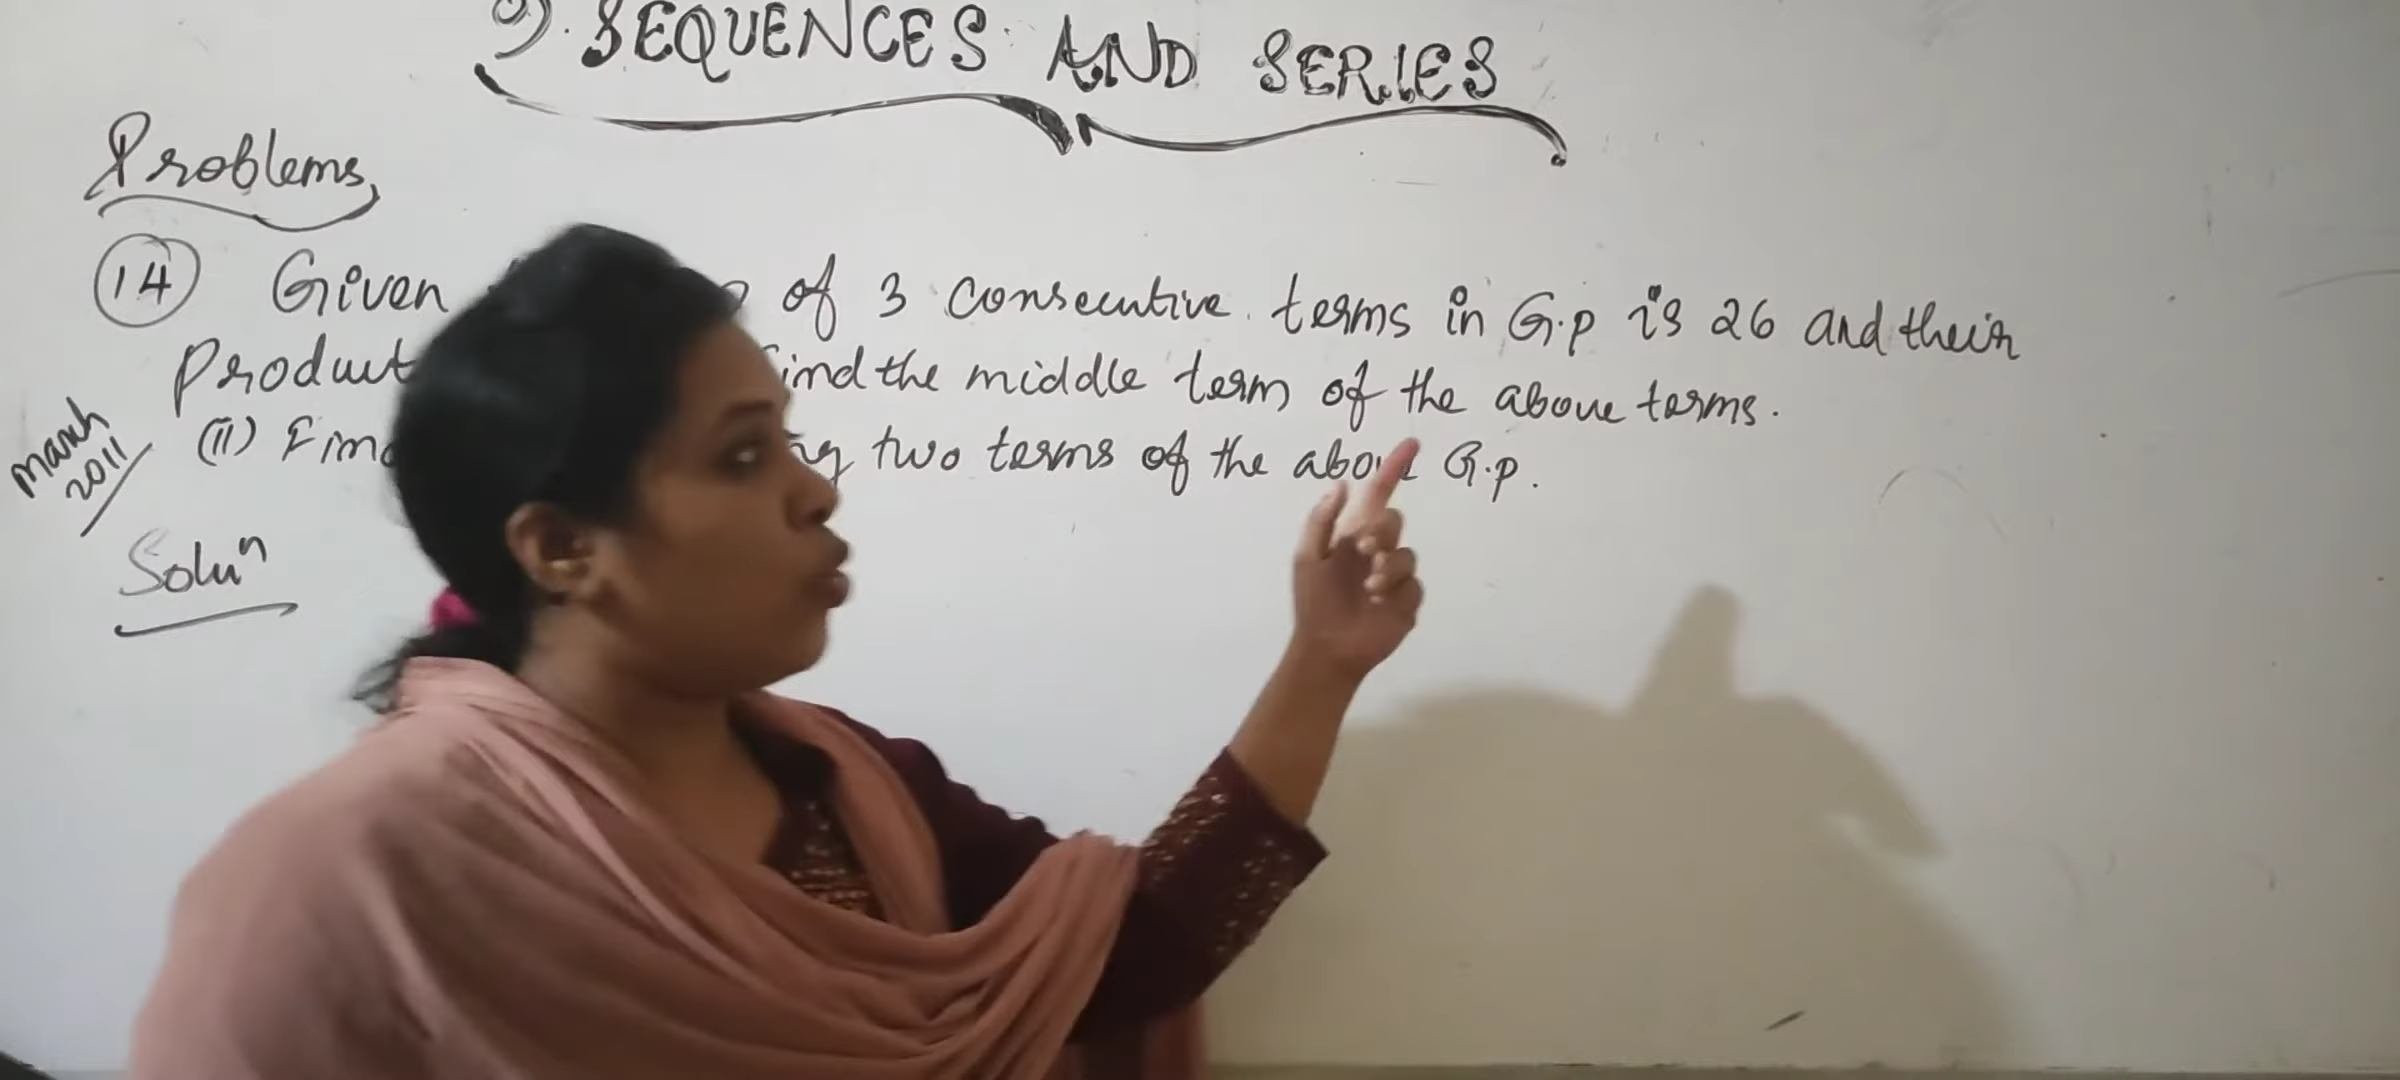 9). SEQUENCES AND SERIES
Problems,
14 Given of 3 consecutive terms in G.p is 26 and their
Product find the middle term of the above terms.
(ii) Find two terms of the above G.p.
March
2011
Soluⁿ